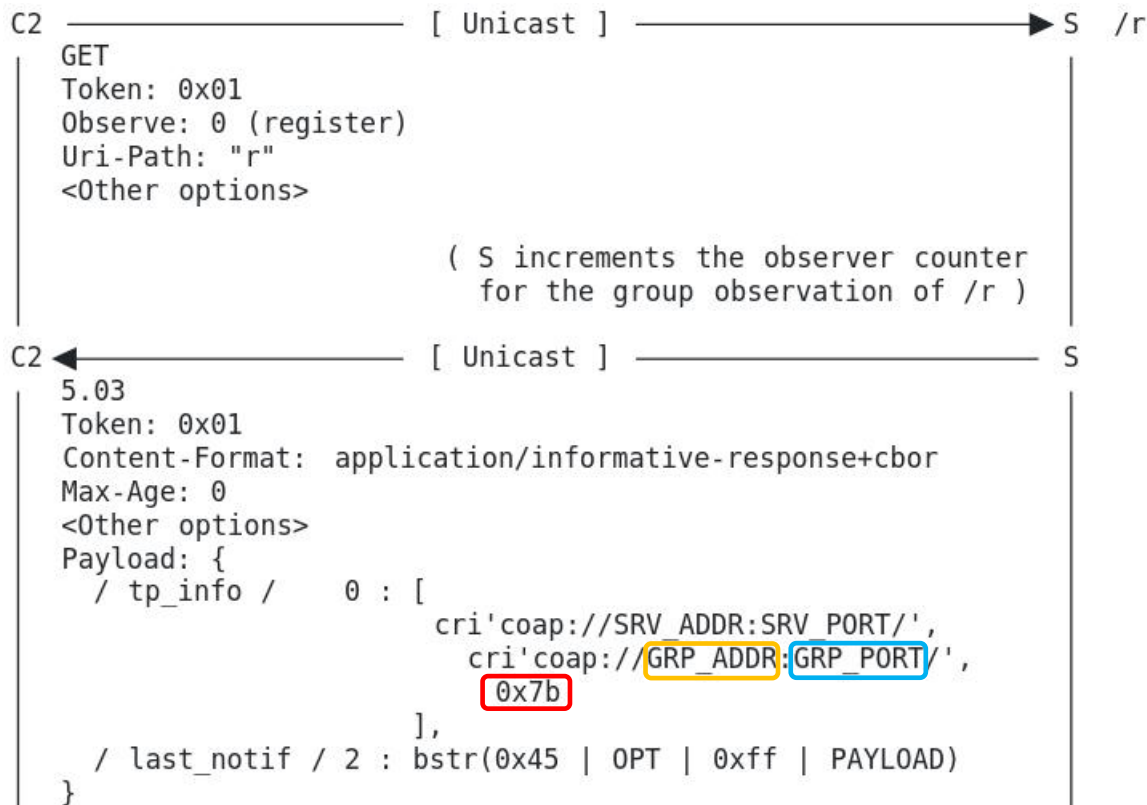 C2 [ Unicast ] S /r
GET
Token: 0x01
Observe: 0 (register)
Uri-Path: "r"
<Other options>
( S increments the observer counter
for the group observation of /r )
C2 [ Unicast ] S
5.03
Token: 0x01
Content-Format: application/informative-response+cbor
Max-Age: 0
<Other options>
Payload: {
/ tp_info / 0 : [
cri'coap://SRV_ADDR:SRV_PORT/',
cri'coap://GRP_ADDR:GRP_PORT/',
0x7b
],
/ last_notif / 2 : bstr(0x45 | OPT | 0xff | PAYLOAD)
}